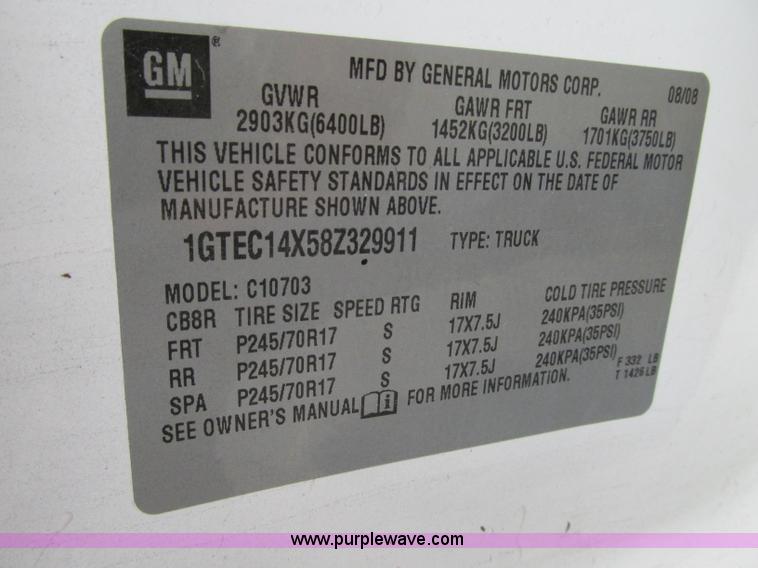 GM®
MFD BY GENERAL MOTORS CORP. 08/08
GVWR GAWR FRT GAWR RR
2903KG(6400LB) 1452KG(3200LB) 1701KG(3750LB)
THIS VEHICLE CONFORMS TO ALL APPLICABLE U.S. FEDERAL MOTOR
VEHICLE SAFETY STANDARDS IN EFFECT ON THE DATE OF
MANUFACTURE SHOWN ABOVE.
1GTEC14X58Z329911 TYPE: TRUCK
MODEL: C10703
CB8R TIRE SIZE SPEED RTG RIM COLD TIRE PRESSURE
FRT P245/70R17 S 17X7.5J 240KPA(35PSI)
RR P245/70R17 S 17X7.5J 240KPA(35PSI)
SPA P245/70R17 S 17X7.5J 240KPA(35PSI) F 332 LB
T 1426 LB
SEE OWNER'S MANUAL FOR MORE INFORMATION.
www.purplewave.com